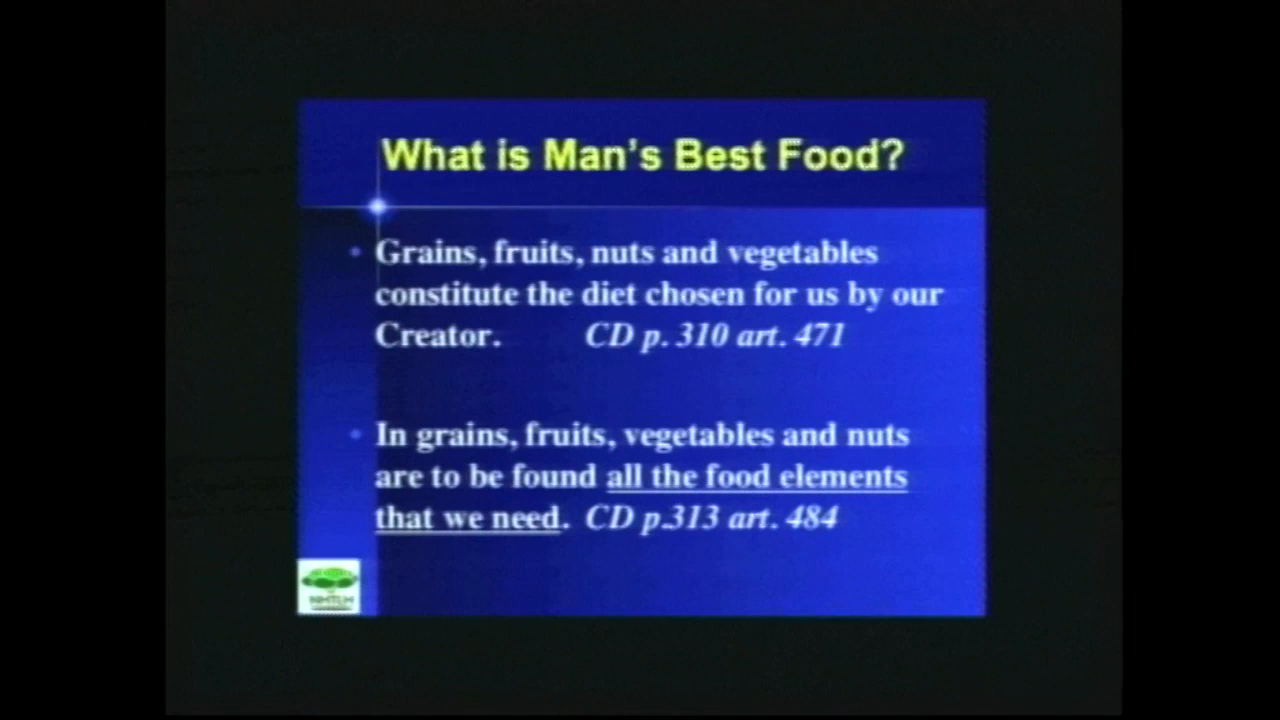 What is Man's Best Food?
• Grains, fruits, nuts and vegetables
constitute the diet chosen for us by our
Creator. CD p. 310 art. 471
• In grains, fruits, vegetables and nuts
are to be found all the food elements
that we need. CD p.313 art. 484